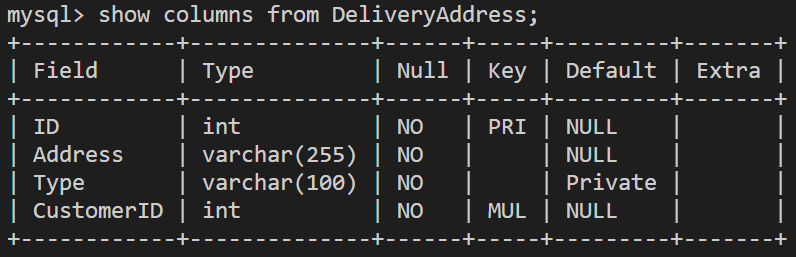 mysql> show columns from DeliveryAddress;
+------------+--------------+------+-----+---------+-------+
| Field      | Type         | Null | Key | Default | Extra |
+------------+--------------+------+-----+---------+-------+
| ID         | int          | NO   | PRI | NULL    |       |
| Address    | varchar(255) | NO   |     | NULL    |       |
| Type       | varchar(100) | NO   |     | Private |       |
| CustomerID | int          | NO   | MUL | NULL    |       |
+------------+--------------+------+-----+---------+-------+